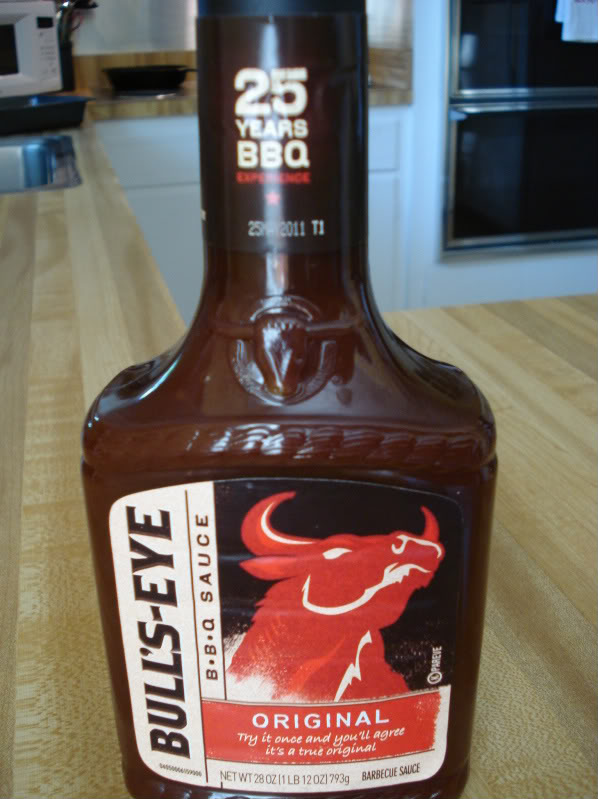 25
YEARS
BBQ
EXPERIENCE
2011 T1
BULL'S-EYE
B•B•Q SAUCE
K PAREVE
ORIGINAL
Try it once and you'll agree
it's a true original
NET WT 28 OZ (1 LB 12 OZ) 793g BARBECUE SAUCE